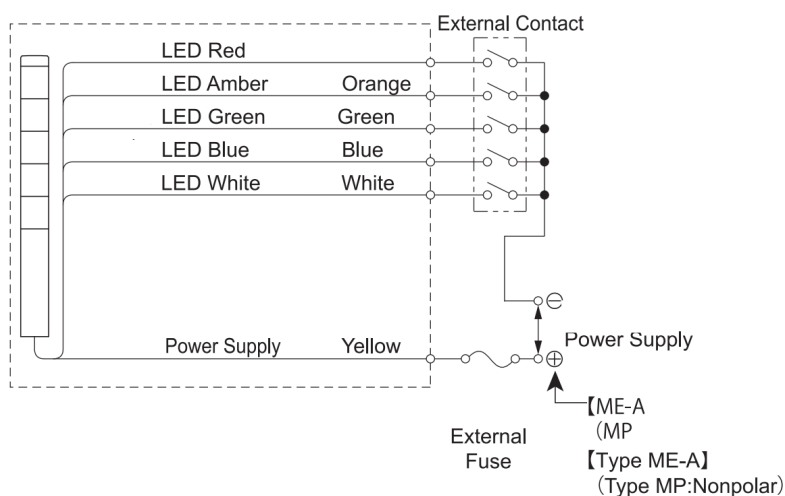 External Contact
LED Red
LED Amber Orange
LED Green Green
LED Blue Blue
LED White White
⊖
Power Supply Yellow
Power Supply
⊕
【ME-A
(MP
External
Fuse
【Type ME-A】
(Type MP:Nonpolar)